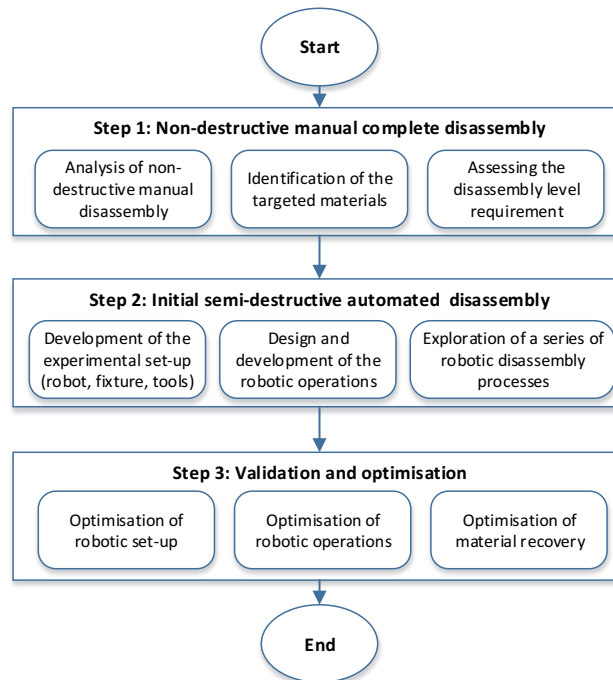 Start
Step 1: Non-destructive manual complete disassembly
Analysis of non-
destructive manual
disassembly
Identification of the
targeted materials
Assessing the
disassembly level
requirement
Step 2: Initial semi-destructive automated disassembly
Development of the
experimental set-up
(robot, fixture, tools)
Design and
development of the
robotic operations
Exploration of a series of
robotic disassembly
processes
Step 3: Validation and optimisation
Optimisation of
robotic set-up
Optimisation of
robotic operations
Optimisation of
material recovery
End